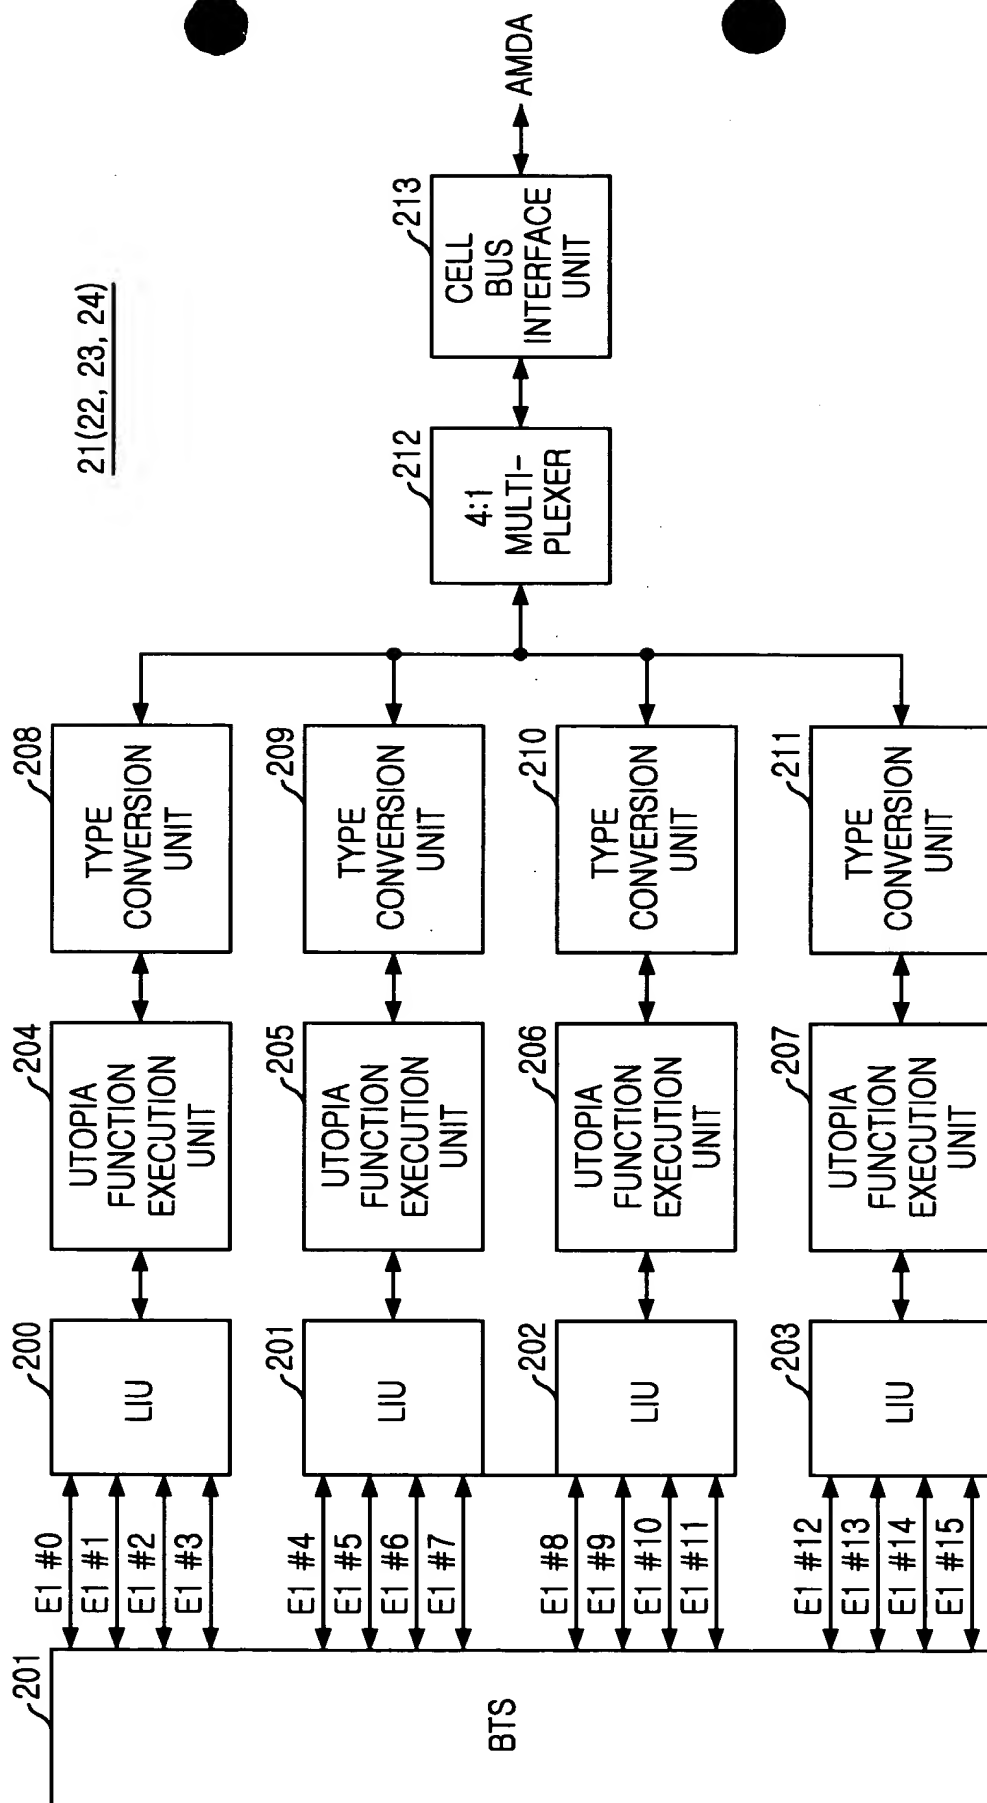 21(22, 23, 24)
201
BTS
E1 #0
E1 #1
E1 #2
E1 #3
E1 #4
E1 #5
E1 #6
E1 #7
E1 #8
E1 #9
E1 #10
E1 #11
E1 #12
E1 #13
E1 #14
E1 #15
200
LIU
201
LIU
202
LIU
203
LIU
204
UTOPIA
FUNCTION
EXECUTION
UNIT
205
UTOPIA
FUNCTION
EXECUTION
UNIT
206
UTOPIA
FUNCTION
EXECUTION
UNIT
207
UTOPIA
FUNCTION
EXECUTION
UNIT
208
TYPE
CONVERSION
UNIT
209
TYPE
CONVERSION
UNIT
210
TYPE
CONVERSION
UNIT
211
TYPE
CONVERSION
UNIT
212
4:1
MULTI-
PLEXER
213
CELL
BUS
INTERFACE
UNIT
AMDA